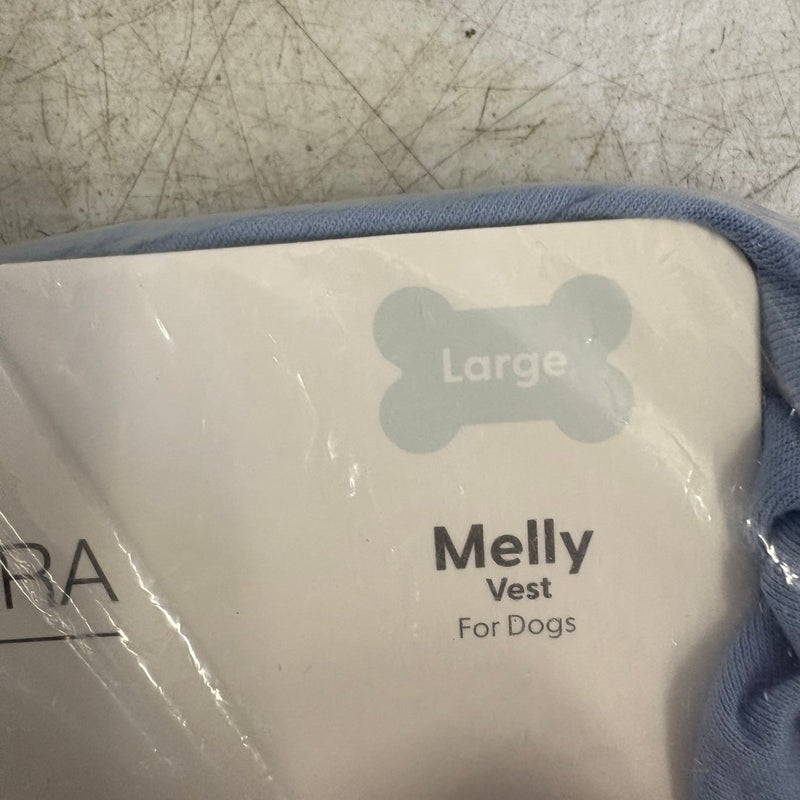 Large
RA
Melly
Vest
For Dogs